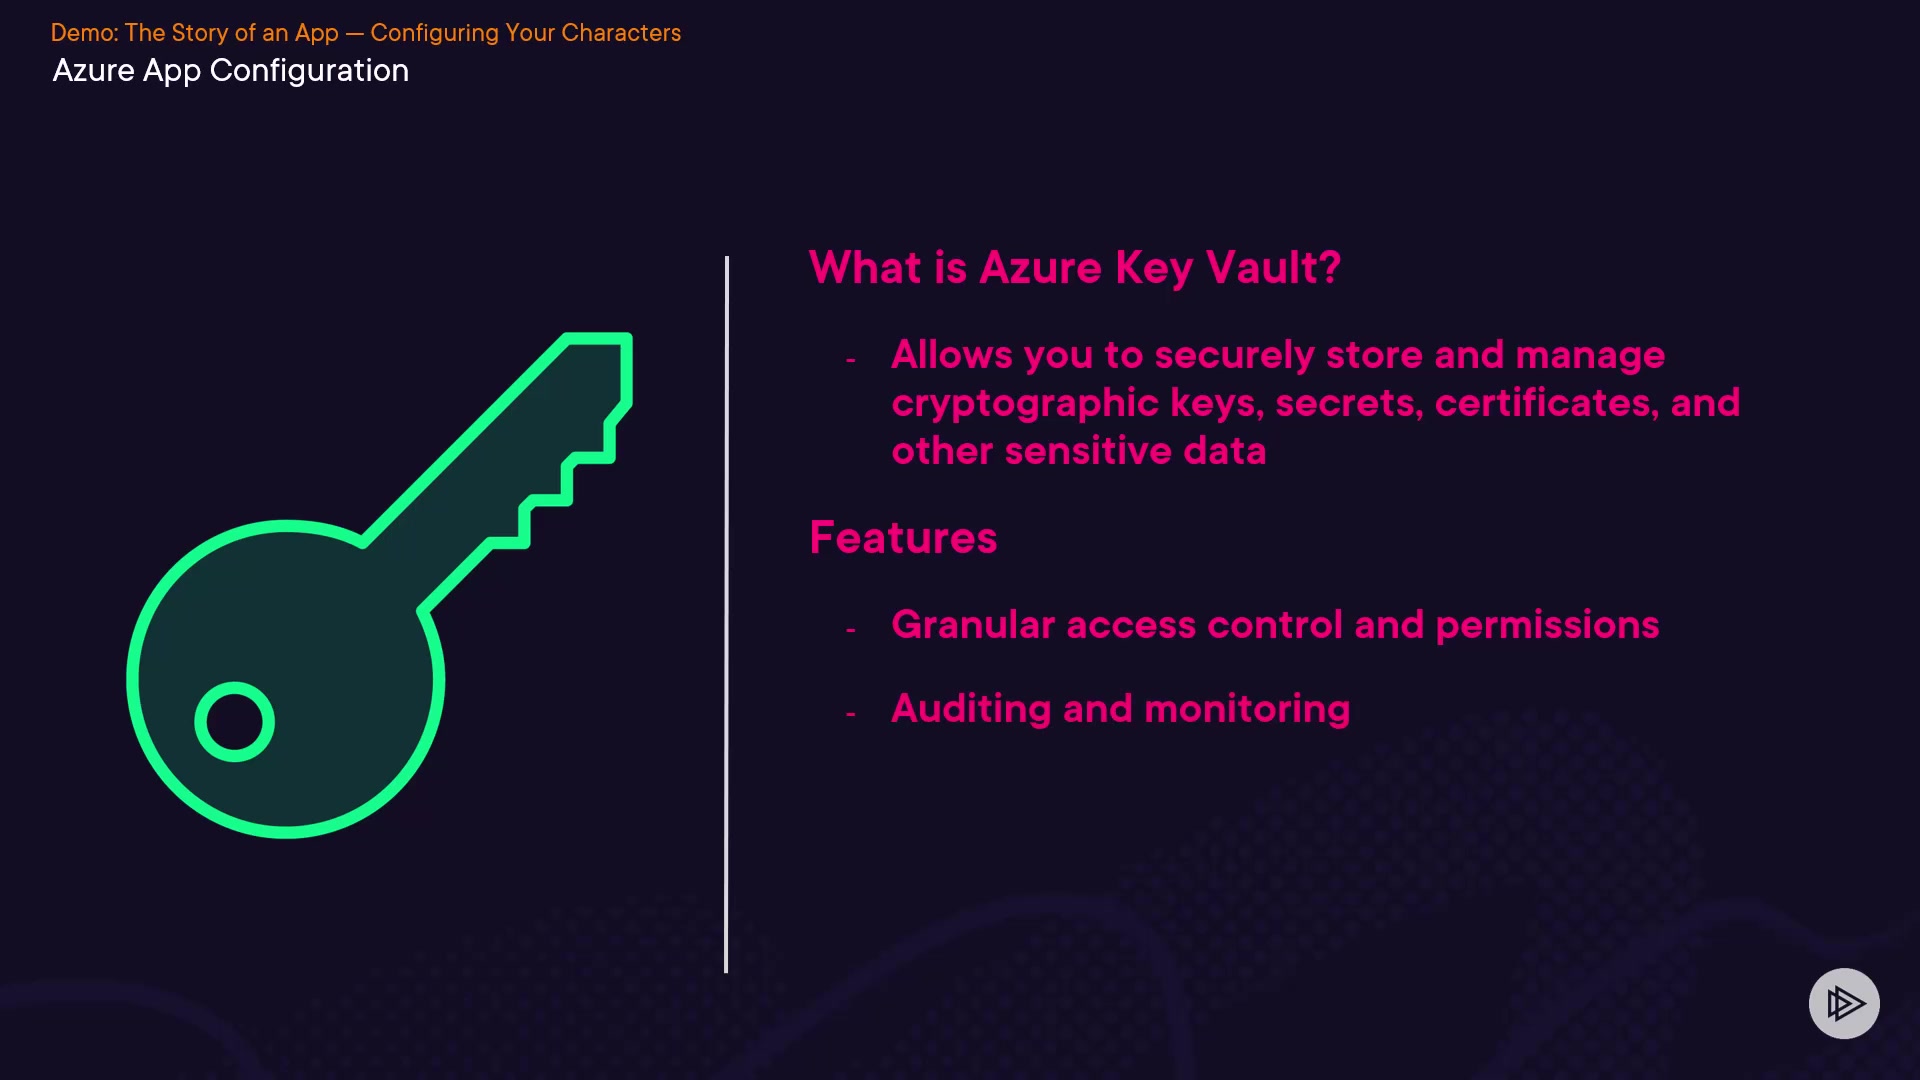 Demo: The Story of an App — Configuring Your Characters
Azure App Configuration
What is Azure Key Vault?
- Allows you to securely store and manage
cryptographic keys, secrets, certificates, and
other sensitive data
Features
- Granular access control and permissions
- Auditing and monitoring